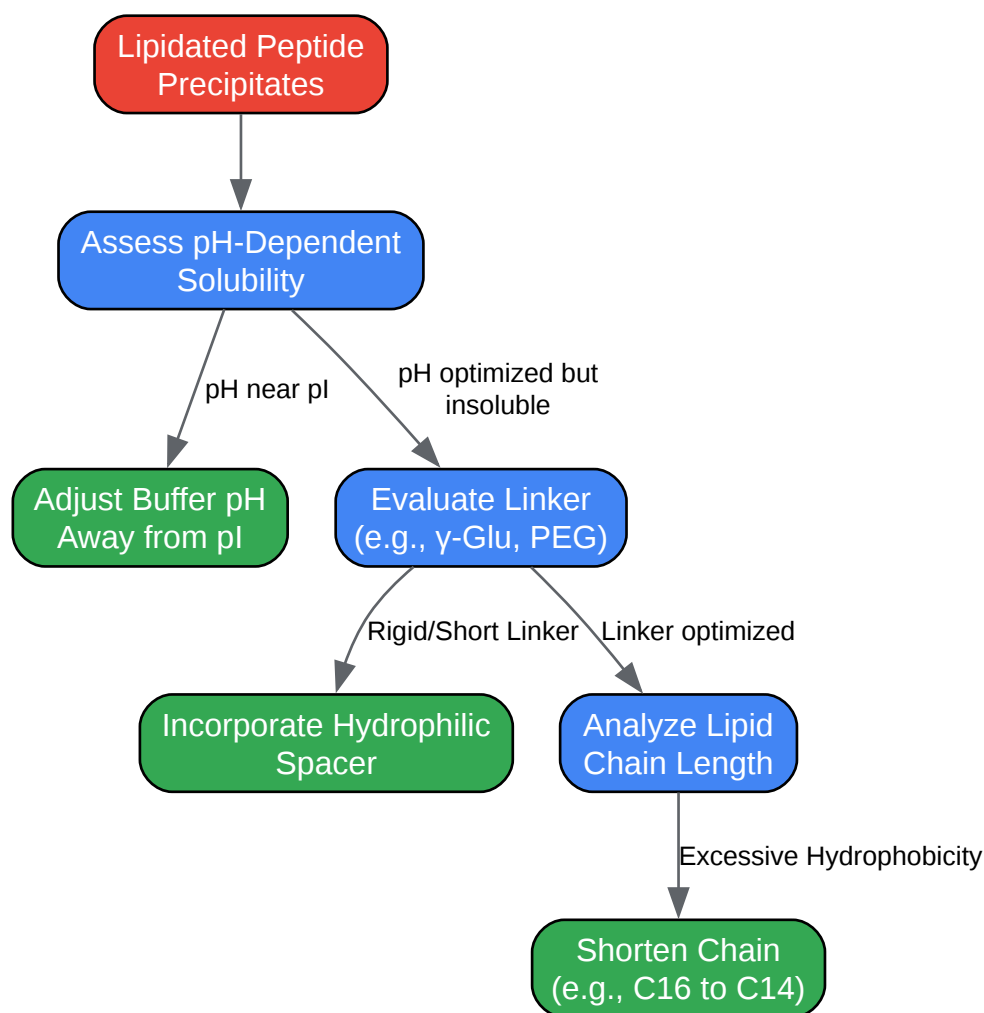 Lipidated Peptide
Precipitates
Assess pH-Dependent
Solubility
pH near pI
pH optimized but
insoluble
Adjust Buffer pH
Away from pI
Evaluate Linker
(e.g., γ-Glu, PEG)
Rigid/Short Linker
Linker optimized
Incorporate Hydrophilic
Spacer
Analyze Lipid
Chain Length
Excessive Hydrophobicity
Shorten Chain
(e.g., C16 to C14)